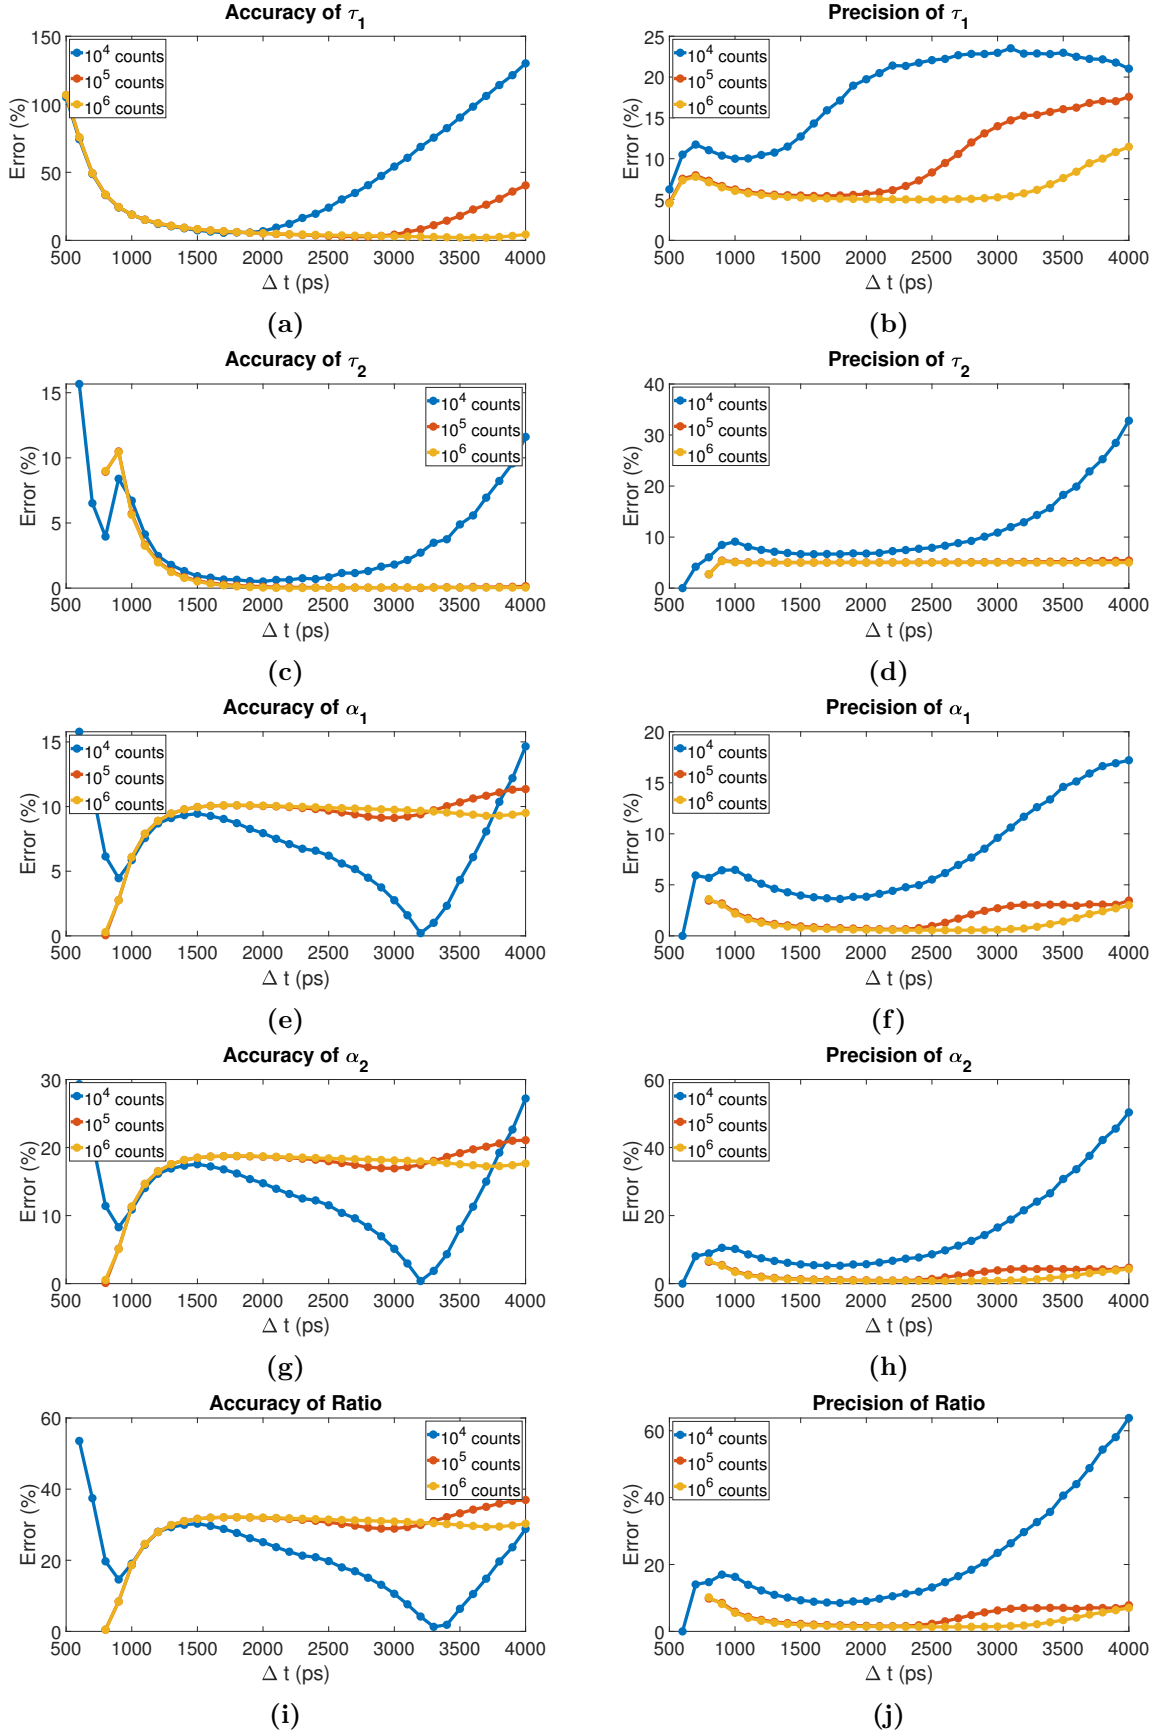 Accuracy of τ1
150
100
50
0
Error (%)
10^4 counts
10^5 counts
10^6 counts
500 1000 1500 2000 2500 3000 3500 4000
Δ t (ps)
(a)
Precision of τ1
25
20
15
10
5
0
Error (%)
10^4 counts
10^5 counts
10^6 counts
500 1000 1500 2000 2500 3000 3500 4000
Δ t (ps)
(b)
Accuracy of τ2
15
10
5
0
Error (%)
10^4 counts
10^5 counts
10^6 counts
500 1000 1500 2000 2500 3000 3500 4000
Δ t (ps)
(c)
Precision of τ2
40
30
20
10
0
Error (%)
10^4 counts
10^5 counts
10^6 counts
500 1000 1500 2000 2500 3000 3500 4000
Δ t (ps)
(d)
Accuracy of α1
15
10
5
0
Error (%)
10^4 counts
10^5 counts
10^6 counts
500 1000 1500 2000 2500 3000 3500 4000
Δ t (ps)
(e)
Precision of α1
20
15
10
5
0
Error (%)
10^4 counts
10^5 counts
10^6 counts
500 1000 1500 2000 2500 3000 3500 4000
Δ t (ps)
(f)
Accuracy of α2
30
20
10
0
Error (%)
10^4 counts
10^5 counts
10^6 counts
500 1000 1500 2000 2500 3000 3500 4000
Δ t (ps)
(g)
Precision of α2
60
40
20
0
Error (%)
10^4 counts
10^5 counts
10^6 counts
500 1000 1500 2000 2500 3000 3500 4000
Δ t (ps)
(h)
Accuracy of Ratio
60
40
20
0
Error (%)
10^4 counts
10^5 counts
10^6 counts
500 1000 1500 2000 2500 3000 3500 4000
Δ t (ps)
(i)
Precision of Ratio
60
40
20
0
Error (%)
10^4 counts
10^5 counts
10^6 counts
500 1000 1500 2000 2500 3000 3500 4000
Δ t (ps)
(j)